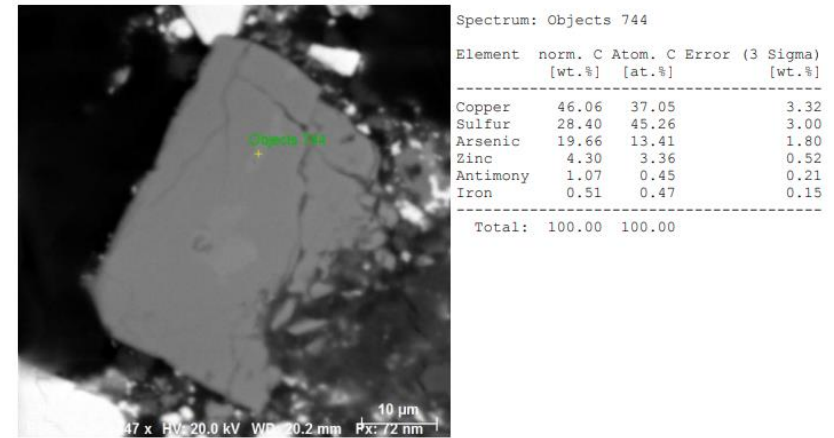 Spectrum: Objects 744
Element norm. C Atom. C Error (3 Sigma)
[wt.%] [at.%] [wt.%]
Copper 46.06 37.05 3.32
Sulfur 28.40 45.26 3.00
Arsenic 19.66 13.41 1.80
Zinc 4.30 3.36 0.52
Antimony 1.07 0.45 0.21
Iron 0.51 0.47 0.15
Total: 100.00 100.00
Objects 744
10 µm
47 x HV: 20.0 kV WD: 20.2 mm Px: 72 nm